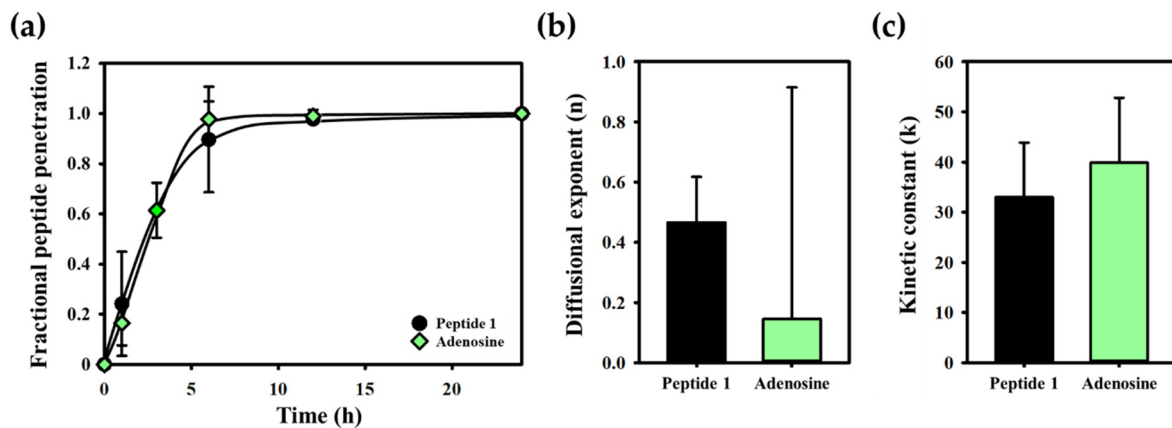 (a)
Fractional peptide penetration
1.2
1.0
0.8
0.6
0.4
0.2
0
0
5
10
15
20
Time (h)
Peptide 1
Adenosine
(b)
Diffusional exponent (n)
1.0
0.8
0.6
0.4
0.2
0.0
Peptide 1
Adenosine
(c)
Kinetic constant (k)
60
50
40
30
20
10
0
Peptide 1
Adenosine